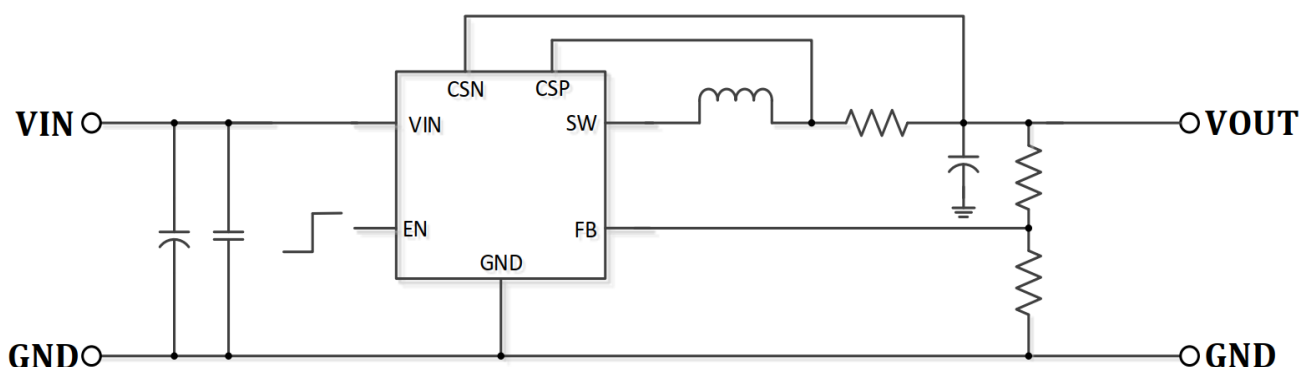 CSN CSP
VIN VIN SW VOUT
EN FB
GND
GND GND